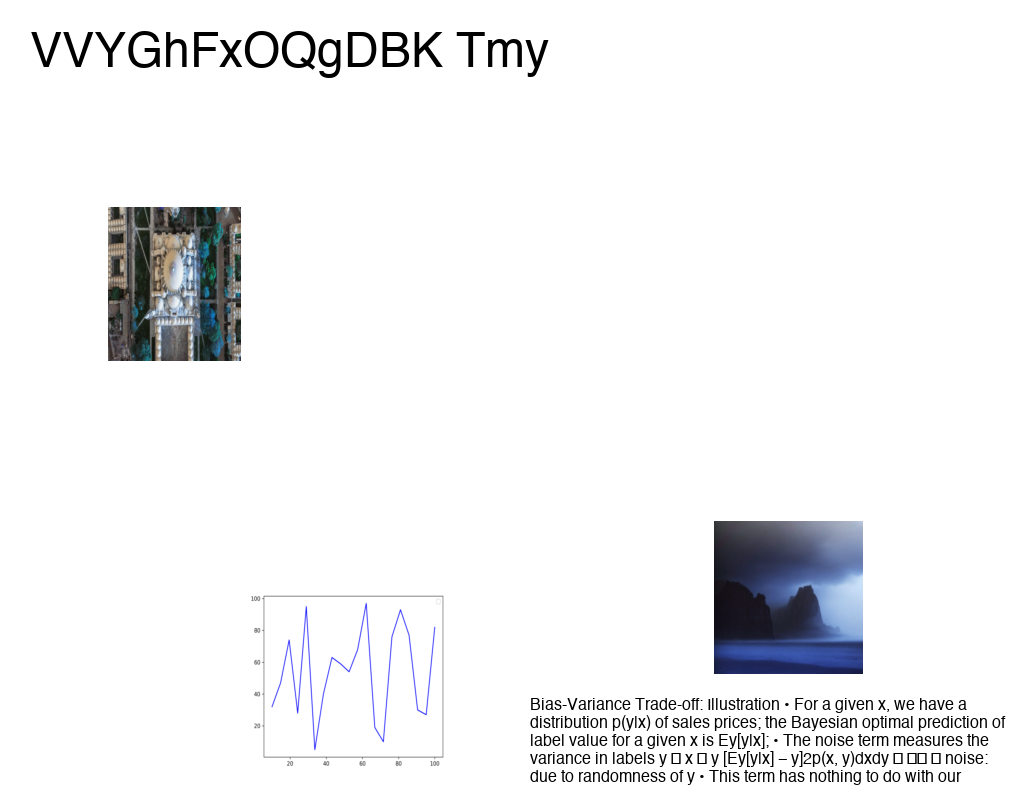 VVYGhFxOQgDBK Tmy
100
80
60
40
20
20 40 60 80 100
Bias-Variance Trade-off: Illustration • For a given x, we have a
distribution p(y|x) of sales prices; the Bayesian optimal prediction of
label value for a given x is Ey[y|x]; • The noise term measures the
variance in labels y □ x □ y [Ey[y|x] – y]2p(x, y)dxdy □ □□ □ noise:
due to randomness of y • This term has nothing to do with our